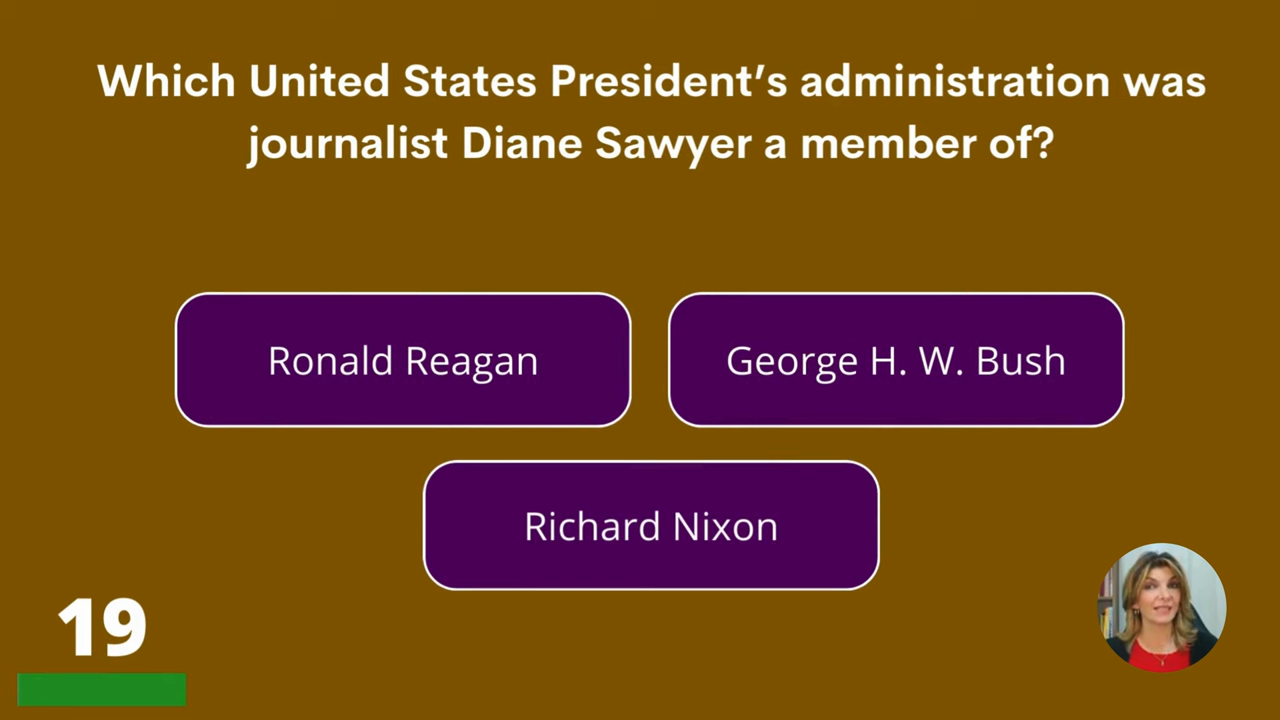 Which United States President’s administration was
journalist Diane Sawyer a member of?
Ronald Reagan
George H. W. Bush
Richard Nixon
19